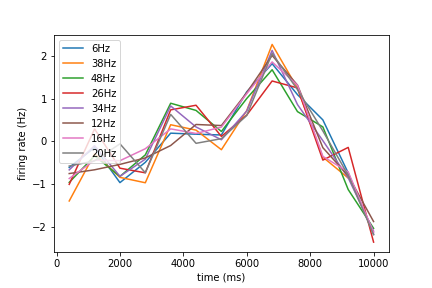 6Hz
38Hz
48Hz
26Hz
34Hz
12Hz
16Hz
20Hz
firing rate (Hz)
2
1
0
−1
−2
0
2000
4000
6000
8000
10000
time (ms)